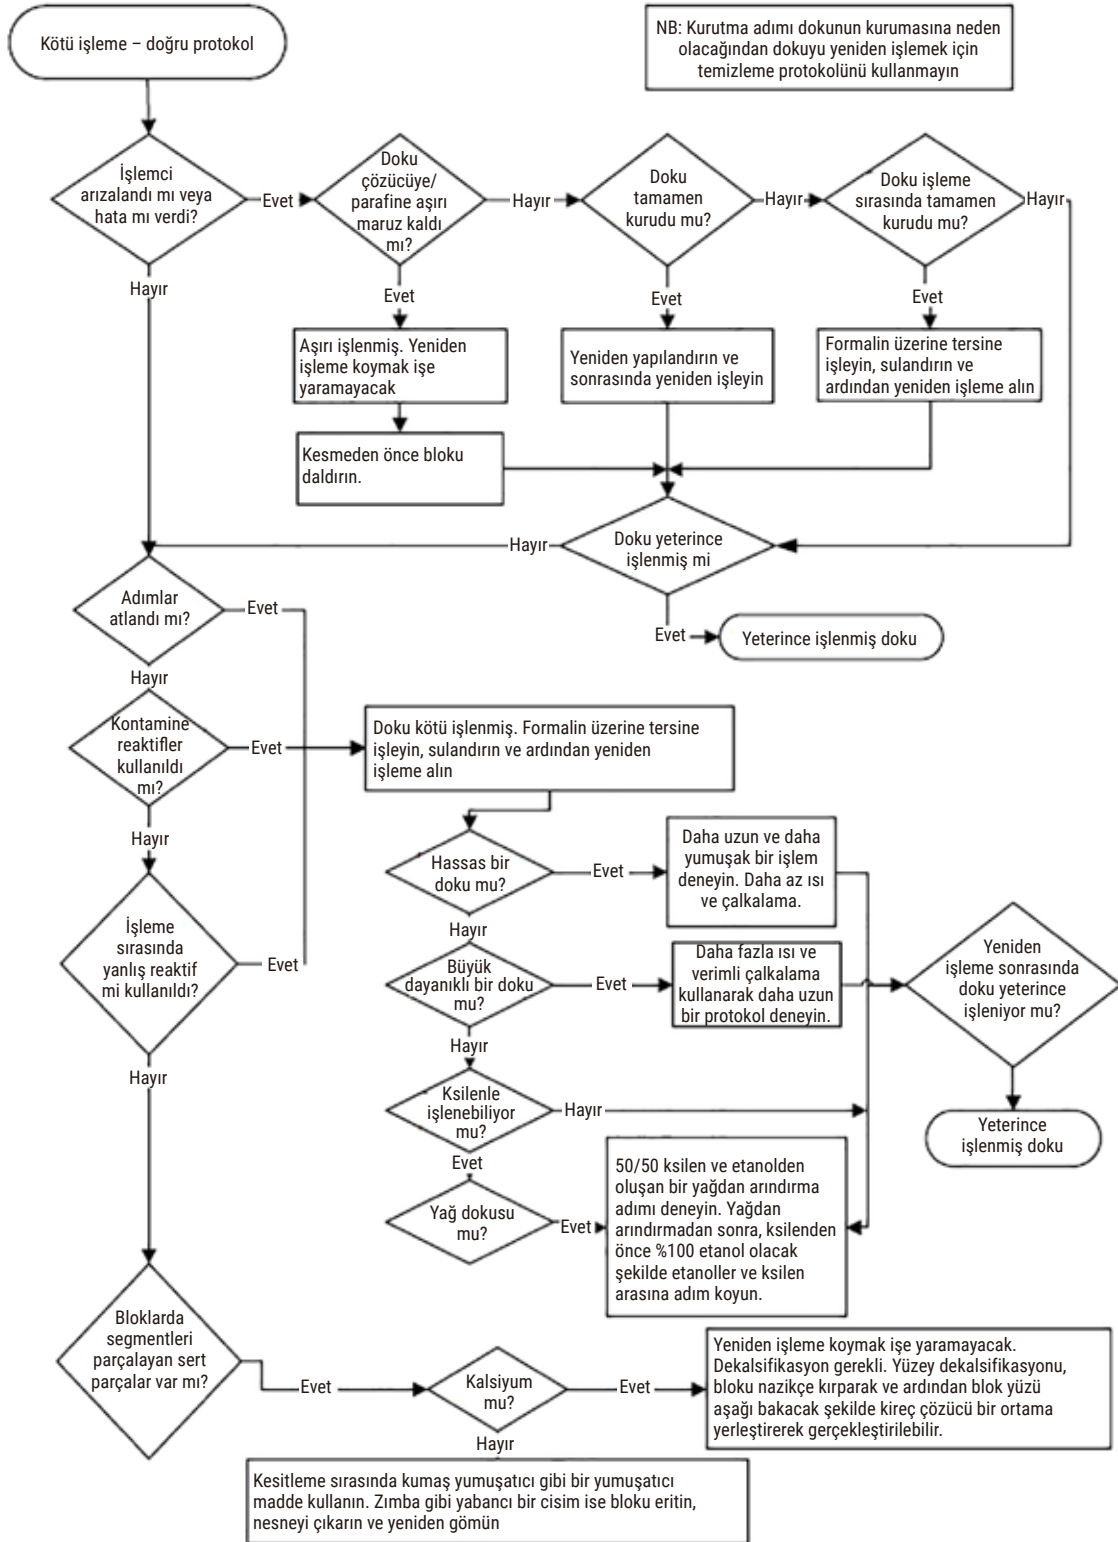 Kötü işleme – doğru protokol
NB: Kurutma adımı dokunun kurumasına neden
olacağından dokuyu yeniden işlemek için
temizleme protokolünü kullanmayın
İşlemci
arızalandı mı veya
hata mı verdi?
Evet
Doku
çözücüye/
parafine aşırı
maruz kaldı
mı?
Hayır
Doku
tamamen
kurudu mu?
Hayır
Doku işleme
sırasında tamamen
kurudu mu?
Hayır
Hayır
Evet
Evet
Evet
Aşırı işlenmiş. Yeniden
işleme koymak işe
yaramayacak
Yeniden yapılandırın ve
sonrasında yeniden işleyin
Formalin üzerine tersine
işleyin, sulandırın ve
ardından yeniden işleme alın
Kesmeden önce bloku
daldırın.
Hayır
Doku yeterince
işlenmiş mi
Evet
Yeterince işlenmiş doku
Adımlar
atlandı mı?
Evet
Hayır
Kontamine
reaktifler
kullanıldı
mı?
Evet
Doku kötü işlenmiş. Formalin üzerine tersine
işleyin, sulandırın ve ardından yeniden
işleme alın
Hayır
İşleme
sırasında
yanlış reaktif
mi kullanıldı?
Evet
Hayır
Hassas bir
doku mu?
Evet
Daha uzun ve daha
yumuşak bir işlem
deneyin. Daha az ısı
ve çalkalama.
Hayır
Büyük
dayanıklı bir doku
mu?
Evet
Daha fazla ısı ve
verimli çalkalama
kullanarak daha uzun
bir protokol deneyin.
Yeniden
işleme sonrasında
doku yeterince
işleniyor mu?
Hayır
Ksilenle
işlenebiliyor
mu?
Hayır
Yeterince
işlenmiş doku
Evet
Yağ dokusu
mu?
Evet
50/50 ksilen ve etanolden
oluşan bir yağdan arındırma
adımı deneyin. Yağdan
arındırmadan sonra, ksilenden
önce %100 etanol olacak
şekilde etanoller ve ksilen
arasına adım koyun.
Bloklarda
segmentleri
parçalayan sert
parçalar var mı?
Evet
Kalsiyum
mu?
Evet
Yeniden işleme koymak işe yaramayacak.
Dekalsifikasyon gerekli. Yüzey dekalsifikasyonu,
bloku nazikçe kırparak ve ardından blok yüzü
aşağı bakacak şekilde kireç çözücü bir ortama
yerleştirerek gerçekleştirilebilir.
Hayır
Kesitleme sırasında kumaş yumuşatıcı gibi bir yumuşatıcı
madde kullanın. Zımba gibi yabancı bir cisim ise bloku eritin,
nesneyi çıkarın ve yeniden gömün